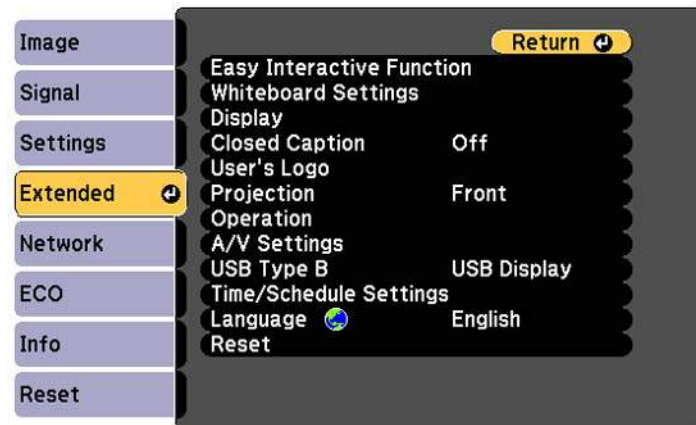 Image
Signal
Settings
Extended
Network
ECO
Info
Reset
Return
Easy Interactive Function
Whiteboard Settings
Display
Closed Caption Off
User's Logo
Projection Front
Operation
A/V Settings
USB Type B USB Display
Time/Schedule Settings
Language English
Reset